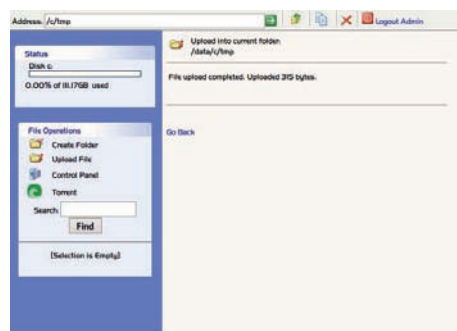 Address: /c/tmp
Logout Admin
Status
Disk c:
0.00% of 111.17GB used
File Operations
Create Folder
Upload File
Control Panel
Torrent
Search:
Find
[Selection is Empty]
Upload into current folder:
/data/c/tmp
File upload completed. Uploaded 315 bytes.
Go Back